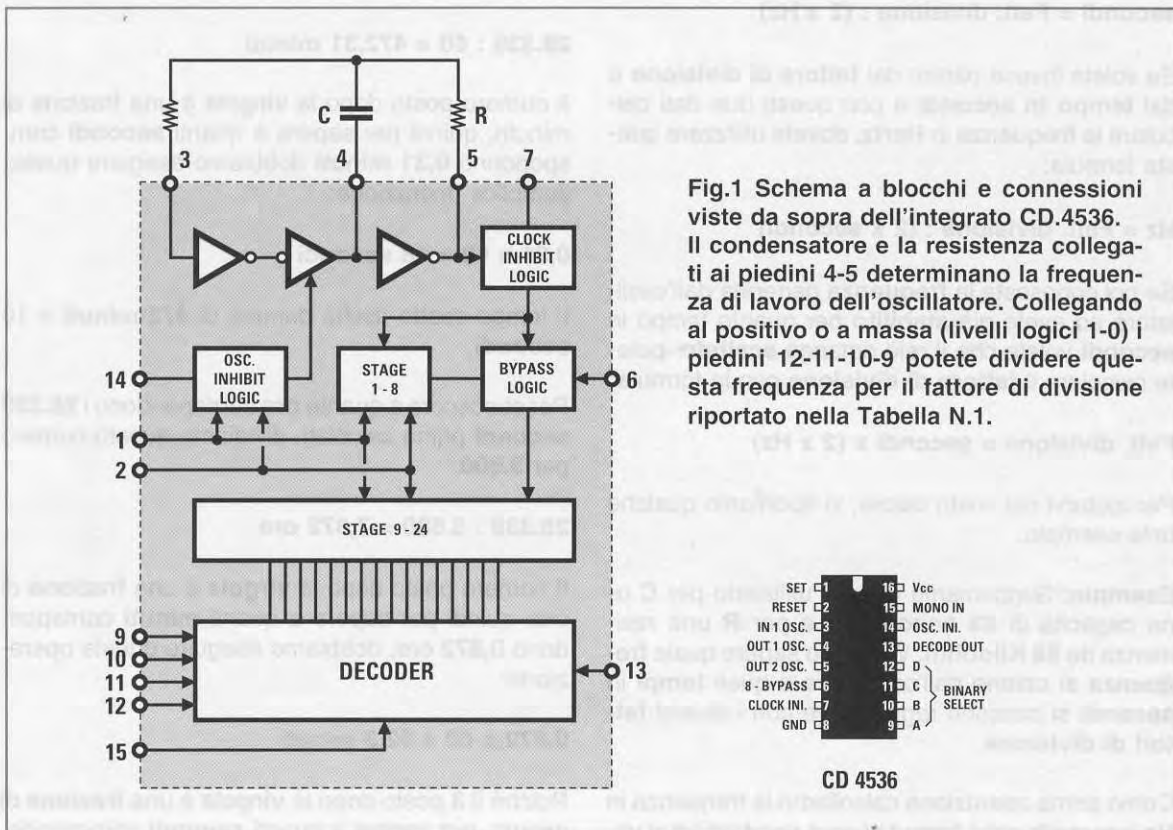 C
R
3
4
5
7
CLOCK
INHIBIT
LOGIC
OSC
INHIBIT
LOGIC
STAGE
1 - 8
BYPASS
LOGIC
14
6
1
2
STAGE 9 - 24
DECODER
9
10
11
12
13
15
Fig.1 Schema a blocchi e connessioni
viste da sopra dell'integrato CD.4536.
Il condensatore e la resistenza collega-
ti ai piedini 4-5 determinano la frequen-
za di lavoro dell'oscillatore. Collegando
al positivo o a massa (livelli logici 1-0) i
piedini 12-11-10-9 potrete dividere que-
sta frequenza per il fattore di divisione
riportato nella Tabella N.1.
SET 1 16 Vcc
RESET 2 15 MONO IN
IN 1 OSC. 3 14 OSC. INI.
OUT 1 OSC. 4 13 DECODE OUT
OUT 2 OSC. 5 12 D
8 - BYPASS 6 11 C
CLOCK INI. 7 10 B
GND 8 9 A
BINARY
SELECT
CD 4536